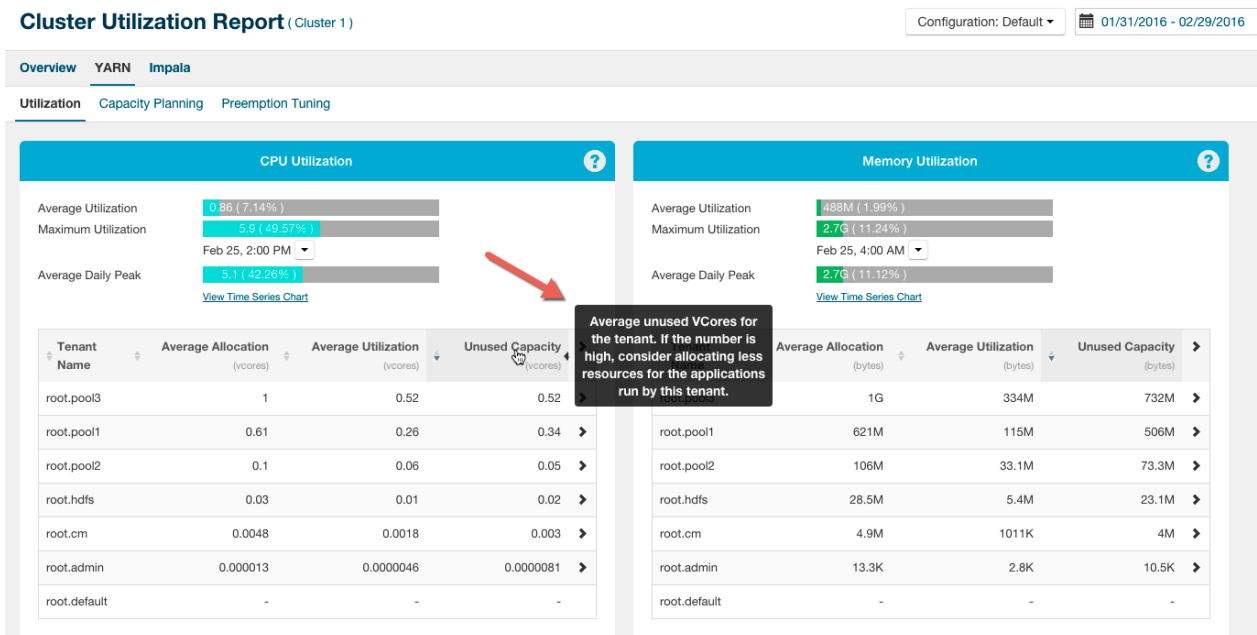 Cluster Utilization Report ( Cluster 1 )
Configuration: Default
01/31/2016 - 02/29/2016
Overview YARN Impala
Utilization Capacity Planning Preemption Tuning
CPU Utilization ?
Average Utilization 0.86 ( 7.14% )
Maximum Utilization 5.9 ( 49.57% )
Feb 25, 2:00 PM
Average Daily Peak 5.1 ( 42.26% )
View Time Series Chart
Tenant Name Average Allocation (vcores) Average Utilization (vcores) Unused Capacity (vcores)
root.pool3 1 0.52 0.52
root.pool1 0.61 0.26 0.34
root.pool2 0.1 0.06 0.05
root.hdfs 0.03 0.01 0.02
root.cm 0.0048 0.0018 0.003
root.admin 0.000013 0.0000046 0.0000081
root.default - - -
Average unused VCores for
the tenant. If the number is
high, consider allocating less
resources for the applications
run by this tenant.
Memory Utilization ?
Average Utilization 488M ( 1.99% )
Maximum Utilization 2.7G ( 11.24% )
Feb 25, 4:00 AM
Average Daily Peak 2.7G ( 11.12% )
View Time Series Chart
Name Average Allocation (bytes) Average Utilization (bytes) Unused Capacity (bytes)
root.pool3 1G 334M 732M
root.pool1 621M 115M 506M
root.pool2 106M 33.1M 73.3M
root.hdfs 28.5M 5.4M 23.1M
root.cm 4.9M 1011K 4M
root.admin 13.3K 2.8K 10.5K
root.default - - -